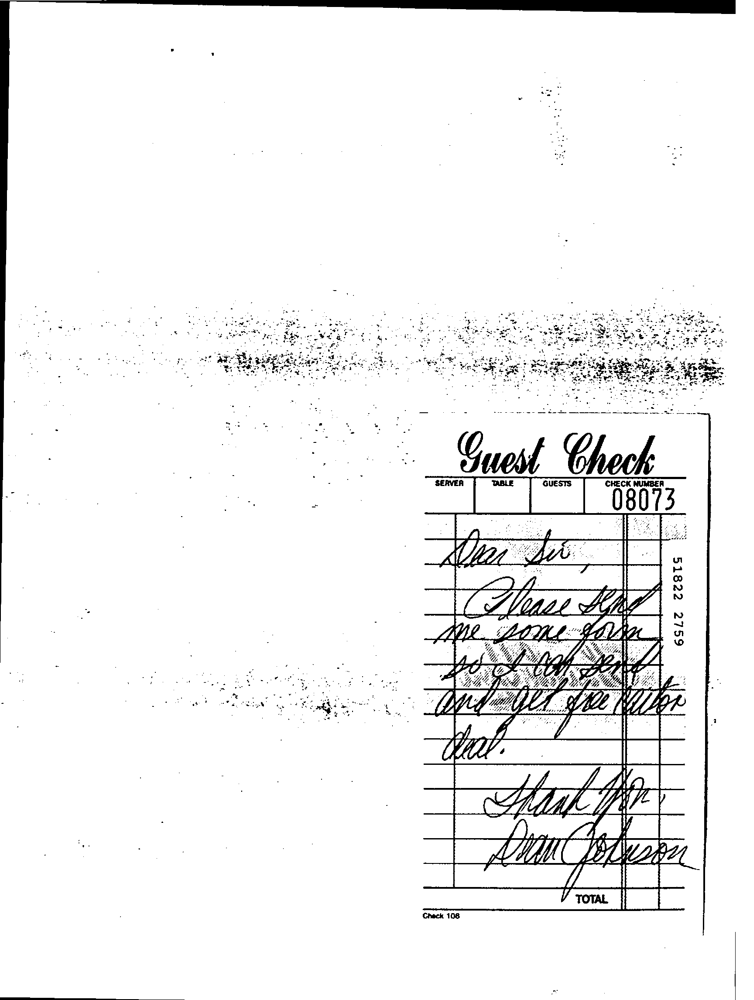 Guest Check
SERVER TABLE GUESTS CHECK NUMBER
08073
Dear Sir,
Please send
me some form
so I can send
and get free carton
deal.
Thank You,
Dean Johnson
TOTAL
Check 108
51822 2759